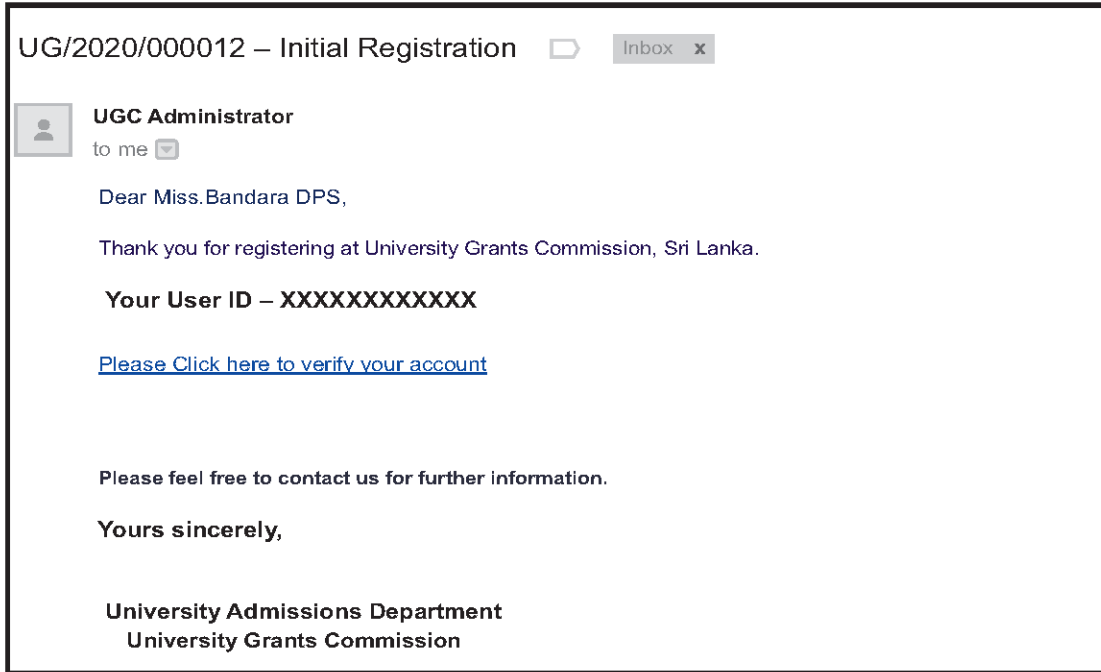 UG/2020/000012 – Initial Registration Inbox x
UGC Administrator
to me
Dear Miss.Bandara DPS,
Thank you for registering at University Grants Commission, Sri Lanka.
Your User ID – XXXXXXXXXXXX
Please Click here to verify your account
Please feel free to contact us for further information.
Yours sincerely,
University Admissions Department
University Grants Commission